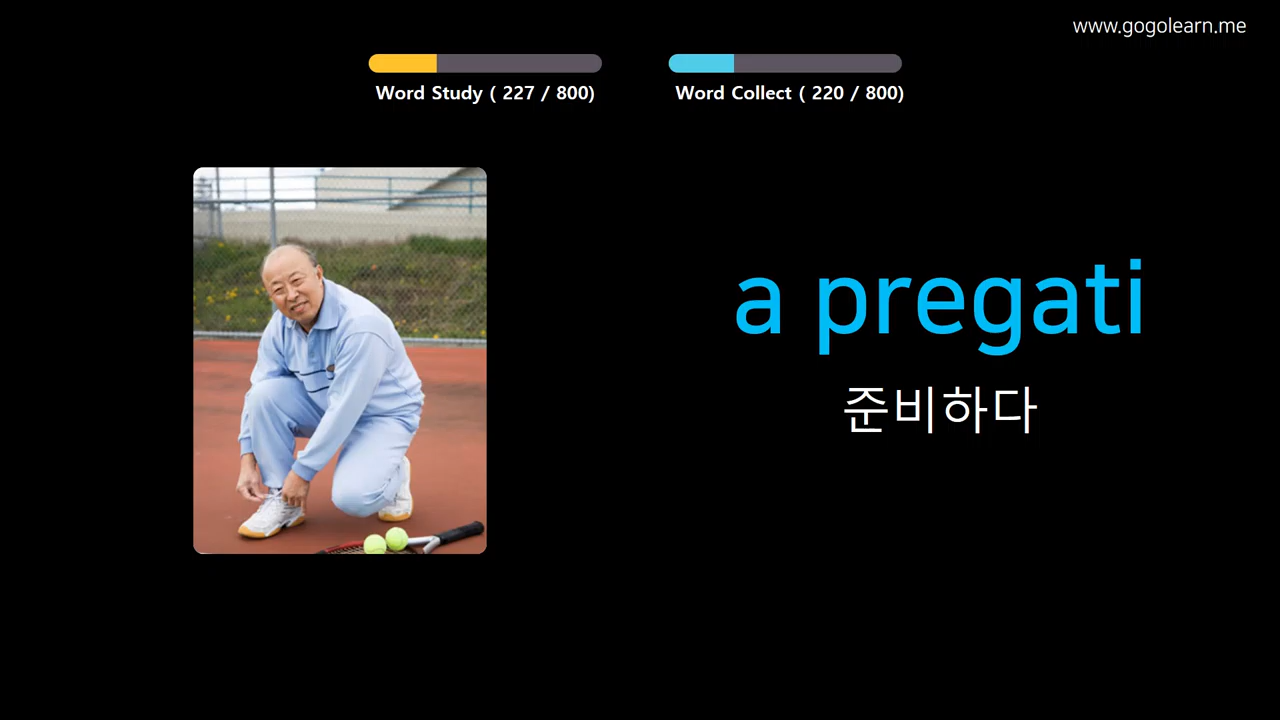 www.gogolearn.me
Word Study ( 227 / 800)
Word Collect ( 220 / 800)
a pregati
준비하다